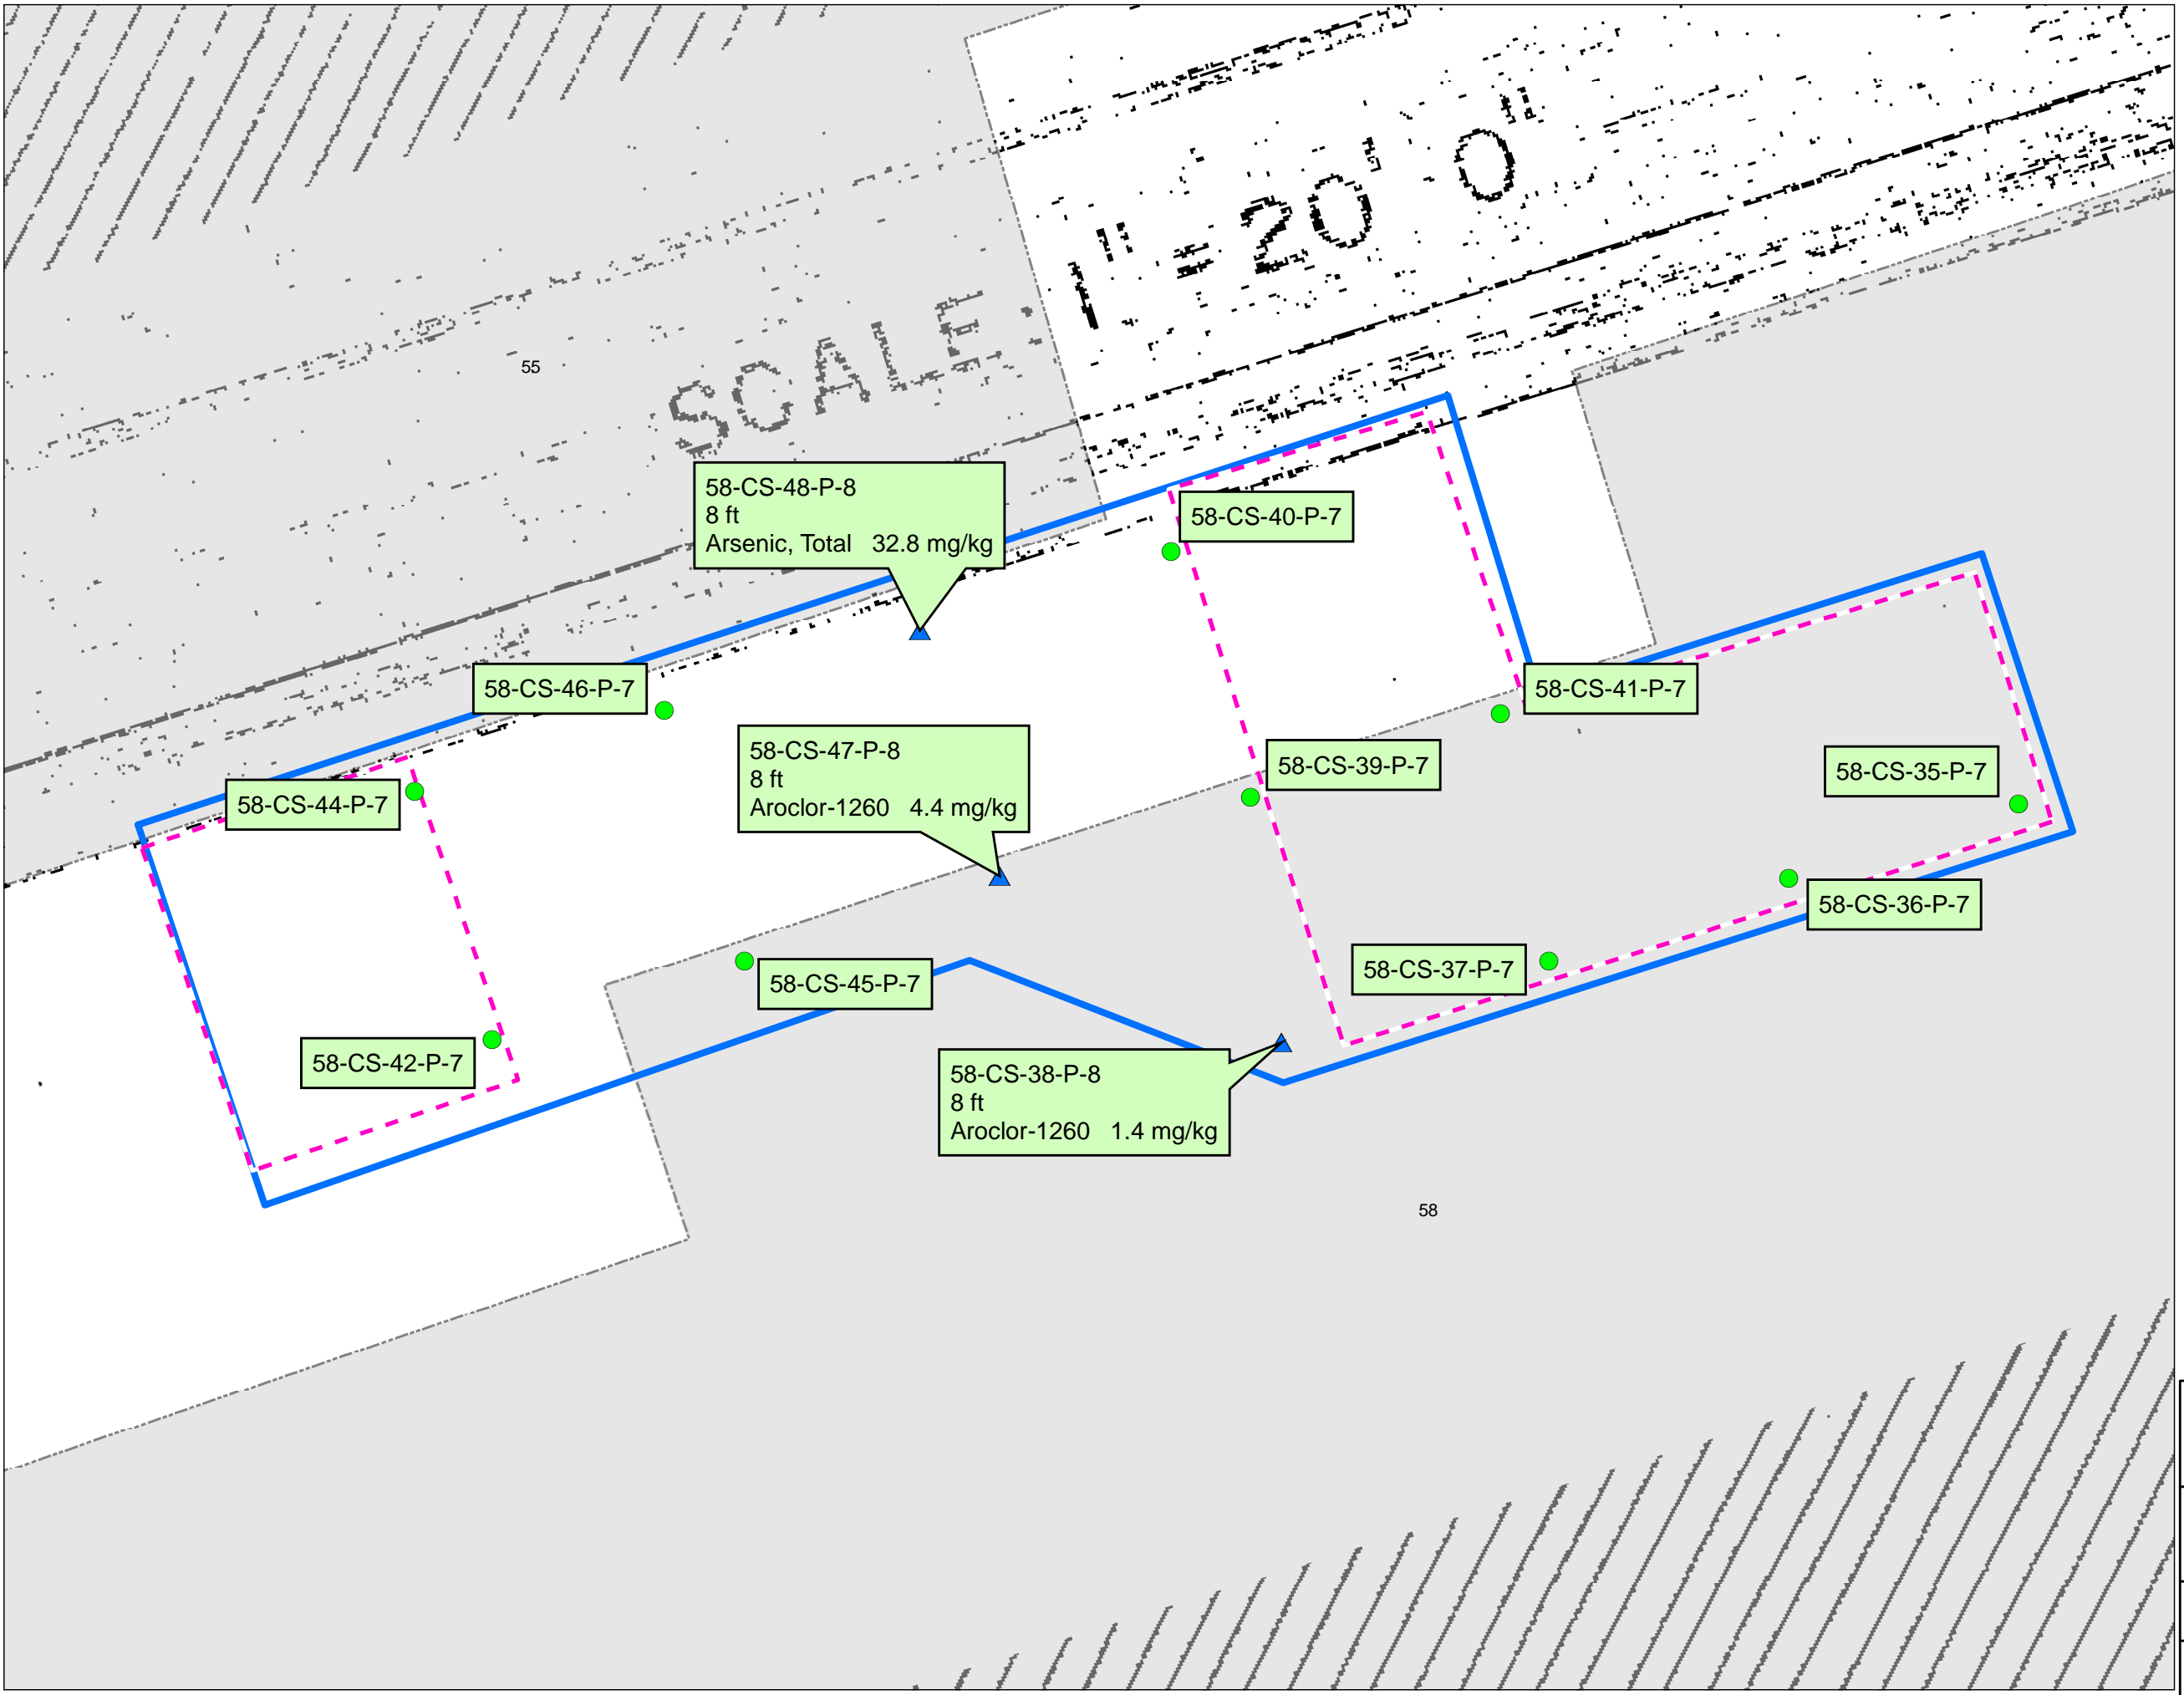 1" = 20' 0"
SCALE
55
58-CS-48-P-8
8 ft
Arsenic, Total 32.8 mg/kg
58-CS-40-P-7
58-CS-46-P-7
58-CS-41-P-7
58-CS-47-P-8
8 ft
Aroclor-1260 4.4 mg/kg
58-CS-39-P-7
58-CS-35-P-7
58-CS-44-P-7
58-CS-36-P-7
58-CS-37-P-7
58-CS-45-P-7
58-CS-42-P-7
58-CS-38-P-8
8 ft
Aroclor-1260 1.4 mg/kg
58